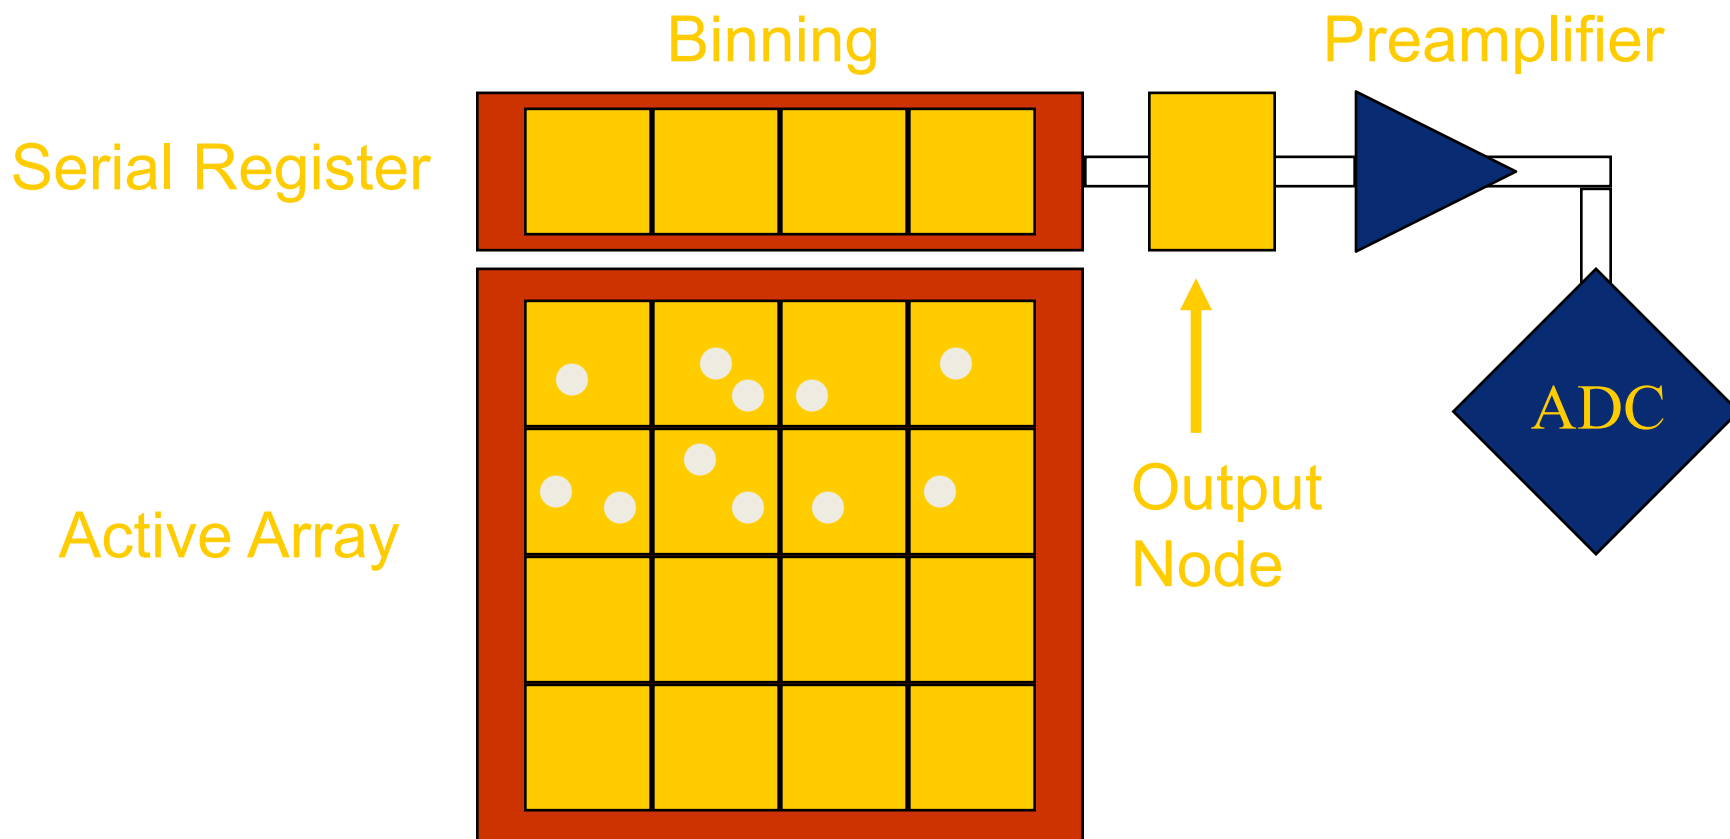 Binning
Preamplifier
Serial Register
ADC
Output
Node
Active Array